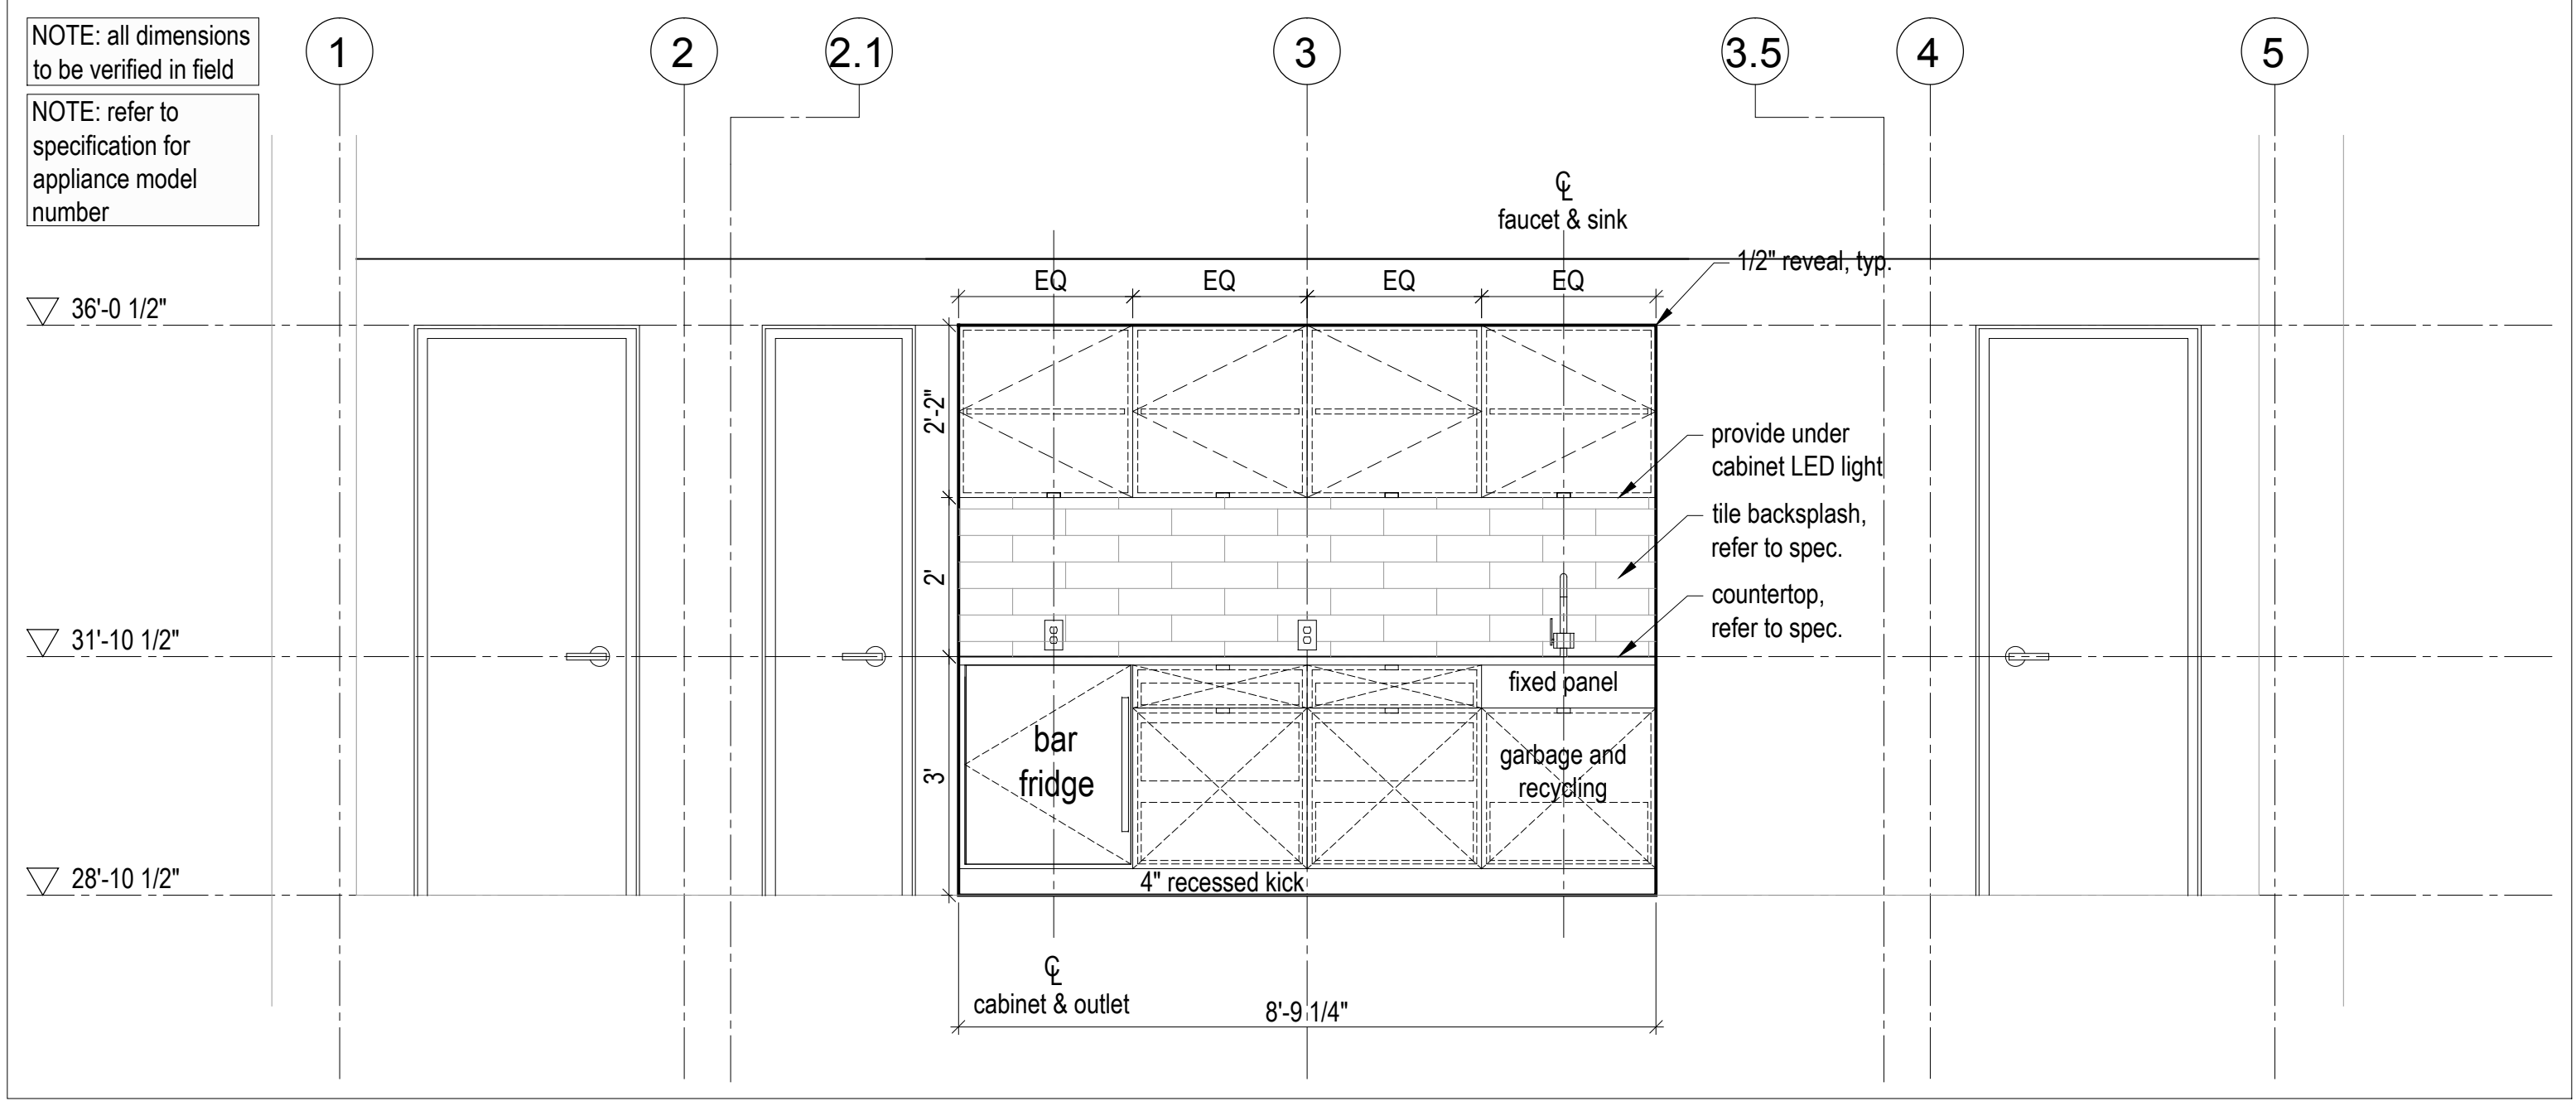 NOTE: all dimensions
to be verified in field
NOTE: refer to
specification for
appliance model
number
1
2
2.1
3
3.5
4
5
℄
faucet & sink
1/2" reveal, typ.
EQ
EQ
EQ
EQ
36'-0 1/2"
2'-2"
provide under
cabinet LED light
tile backsplash,
refer to spec.
2'
countertop,
refer to spec.
31'-10 1/2"
fixed panel
bar
fridge
garbage and
recycling
3'
28'-10 1/2"
4" recessed kick
℄
cabinet & outlet
8'-9 1/4"